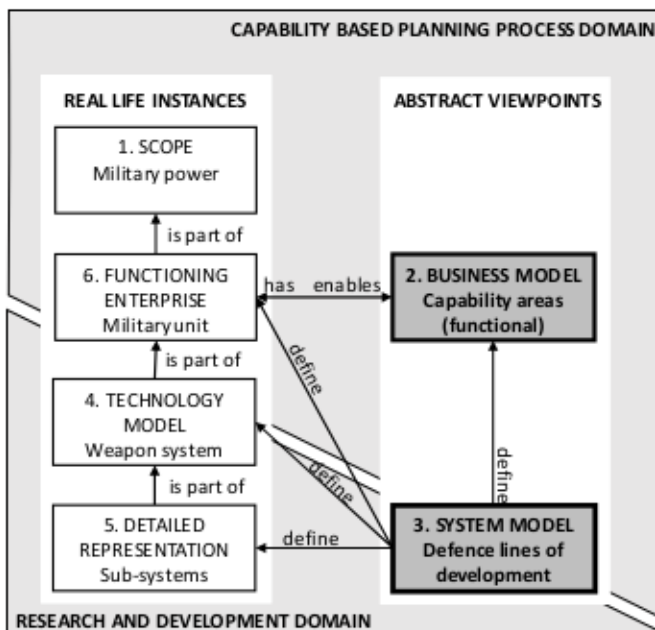 CAPABILITY BASED PLANNING PROCESS DOMAIN
REAL LIFE INSTANCES
ABSTRACT VIEWPOINTS
1. SCOPE
Military power
is part of
6. FUNCTIONING
ENTERPRISE
Military unit
has enables
2. BUSINESS MODEL
Capability areas
(functional)
is part of
define
4. TECHNOLOGY
MODEL
Weapon system
define
define
is part of
5. DETAILED
REPRESENTATION
Sub-systems
define
3. SYSTEM MODEL
Defence lines of
development
RESEARCH AND DEVELOPMENT DOMAIN